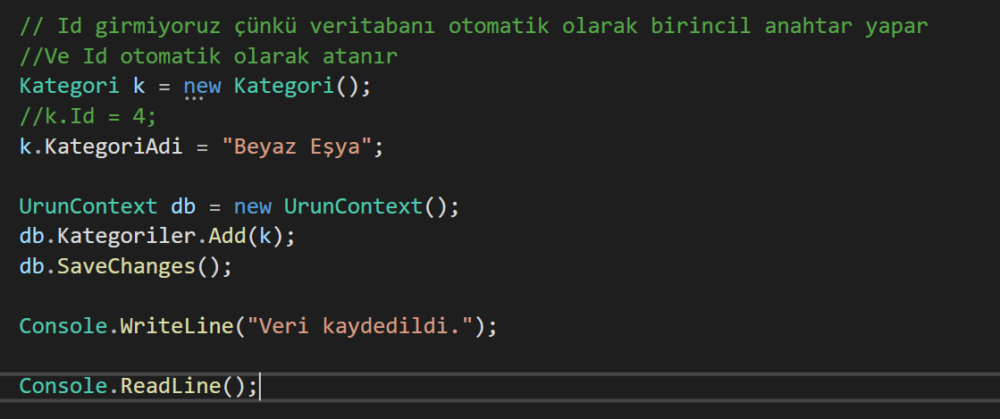 // Id girmiyoruz çünkü veritabanı otomatik olarak birincil anahtar yapar
//Ve Id otomatik olarak atanır
Kategori k = new Kategori();
//k.Id = 4;
k.KategoriAdi = "Beyaz Eşya";
UrunContext db = new UrunContext();
db.Kategoriler.Add(k);
db.SaveChanges();
Console.WriteLine("Veri kaydedildi.");
Console.ReadLine();